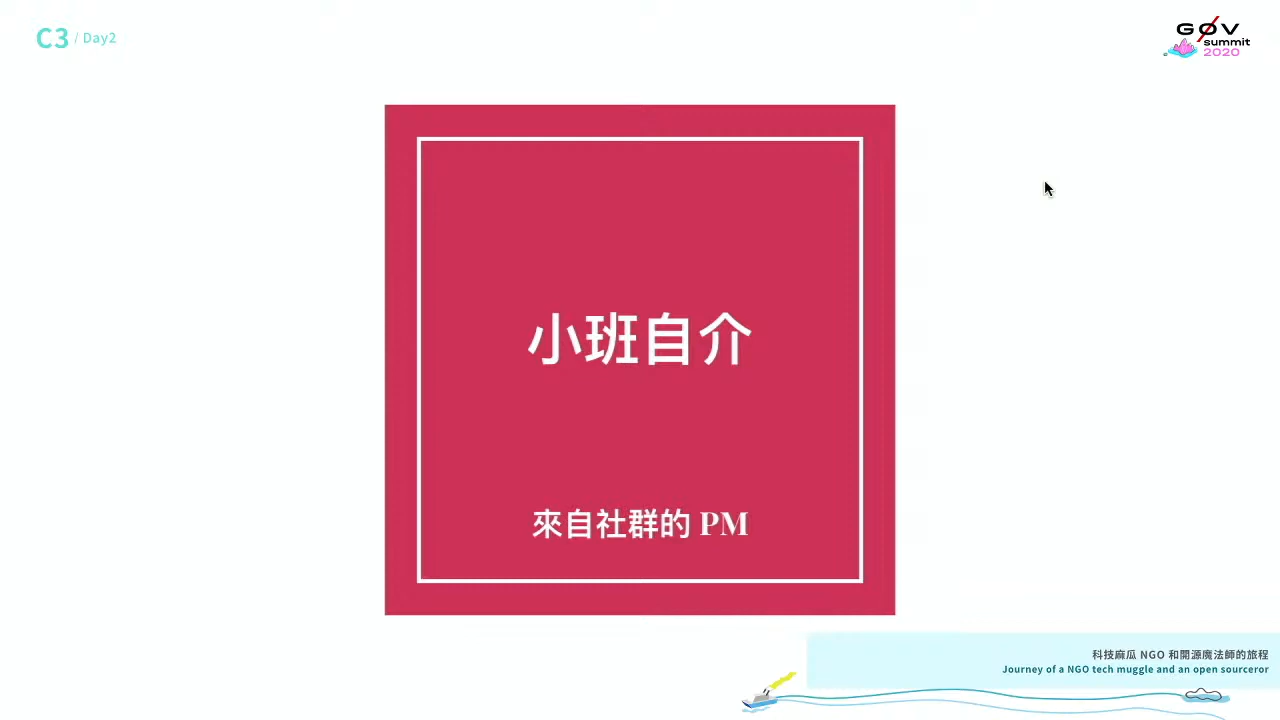 C3 / Day2
GØV
summit
2020
小班自介
來自社群的 PM
科技麻瓜 NGO 和開源魔法師的旅程
Journey of a NGO tech muggle and an open sourceror